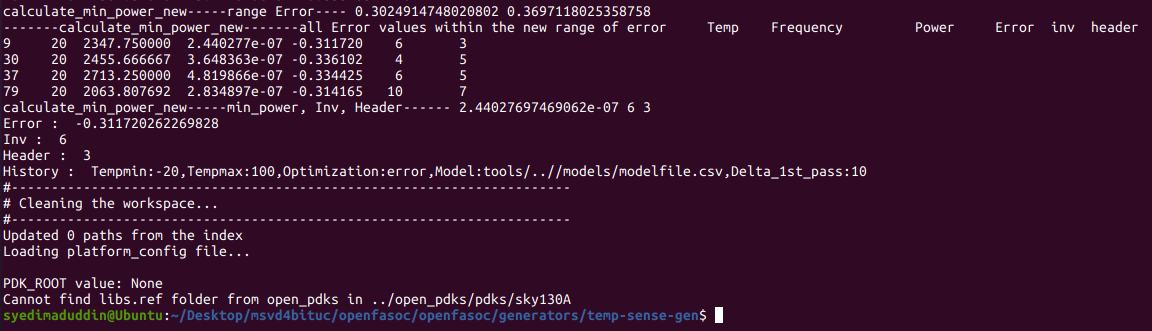 calculate_min_power_new-----range Error---- 0.3024914748020802 0.3697118025358758
-------calculate_min_power_new-------all Error values within the new range of error     Temp    Frequency         Power     Error  inv  header
9     20  2347.750000  2.440277e-07 -0.311720    6       3
30    20  2455.666667  3.648363e-07 -0.336102    4       5
37    20  2713.250000  4.819866e-07 -0.334425    6       5
79    20  2063.807692  2.834897e-07 -0.314165   10       7
calculate_min_power_new-----min_power, Inv, Header------ 2.44027697469062e-07 6 3
Error :  -0.311720262269828
Inv :  6
Header :  3
History :  Tempmin:-20,Tempmax:100,Optimization:error,Model:tools/..//models/modelfile.csv,Delta_1st_pass:10
#----------------------------------------------------------------------
# Cleaning the workspace...
#----------------------------------------------------------------------
Updated 0 paths from the index
Loading platform_config file...
PDK_ROOT value: None
Cannot find libs.ref folder from open_pdks in ../open_pdks/pdks/sky130A
syedimaduddin@Ubuntu:~/Desktop/msvd4bituc/openfasoc/openfasoc/generators/temp-sense-gen$